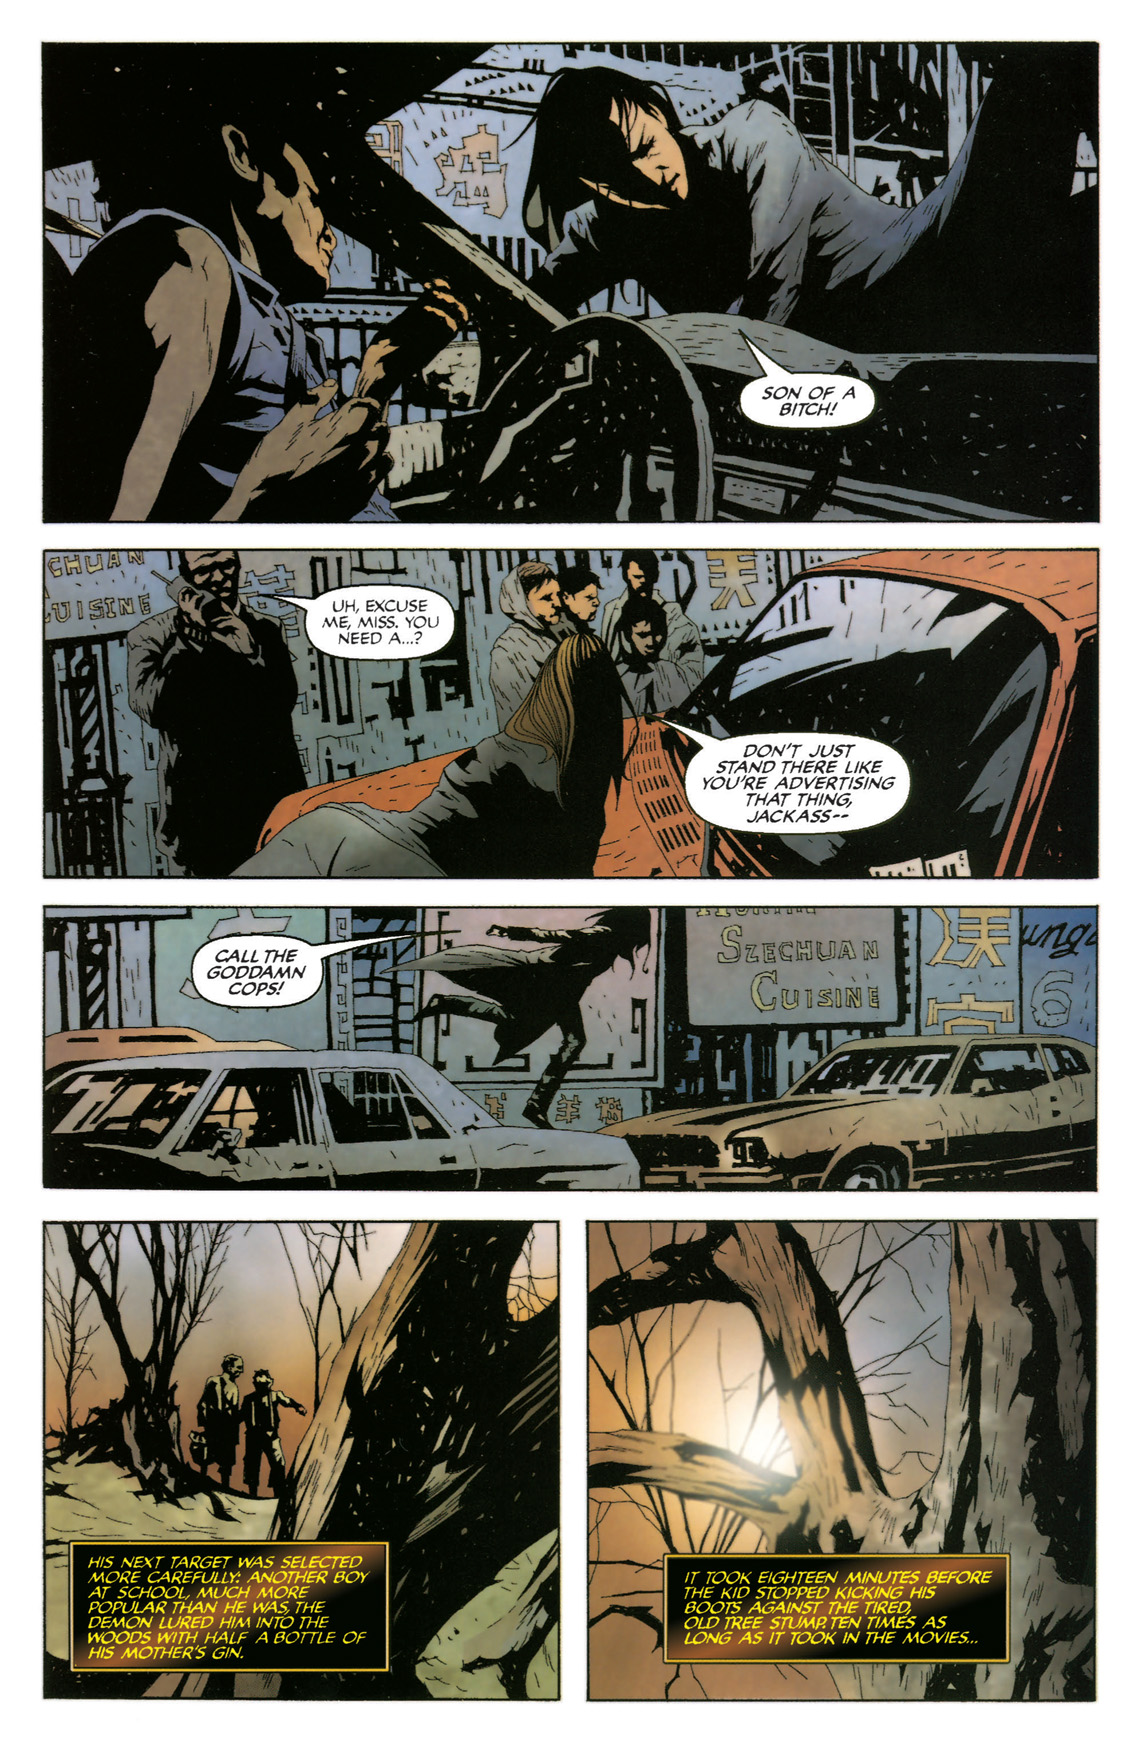 SON OF A
BITCH!
CHUAN
CUISINE
UH, EXCUSE
ME, MISS. YOU
NEED A...?
DON'T JUST
STAND THERE LIKE
YOU'RE ADVERTISING
THAT THING,
JACKASS--
CALL THE
GODDAMN
COPS!
SZECHUAN
CUISINE
6
HIS NEXT TARGET WAS SELECTED
MORE CAREFULLY: ANOTHER BOY
AT SCHOOL, MUCH MORE
POPULAR THAN HE WAS, THE
DEMON LURED HIM INTO THE
WOODS WITH HALF A BOTTLE OF
HIS MOTHER'S GIN.
IT TOOK EIGHTEEN MINUTES BEFORE
THE KID STOPPED KICKING HIS
BOOTS AGAINST THE TIRED,
OLD TREE STUMP. TEN TIMES AS
LONG AS IT TOOK IN THE MOVIES...